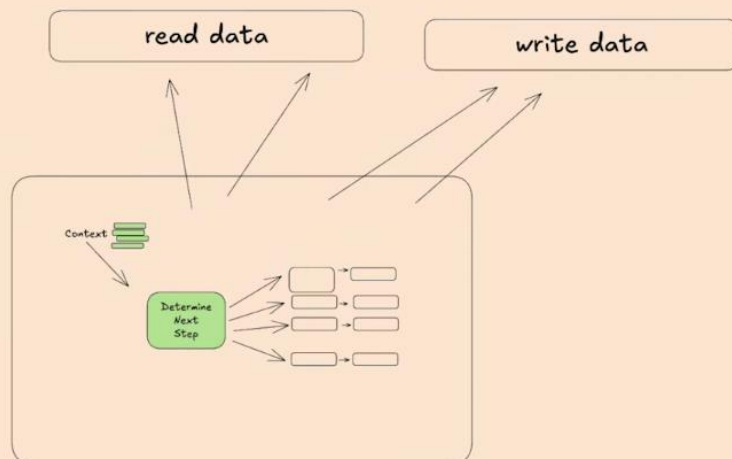 read data
write data
Context
Determine
Next
Step